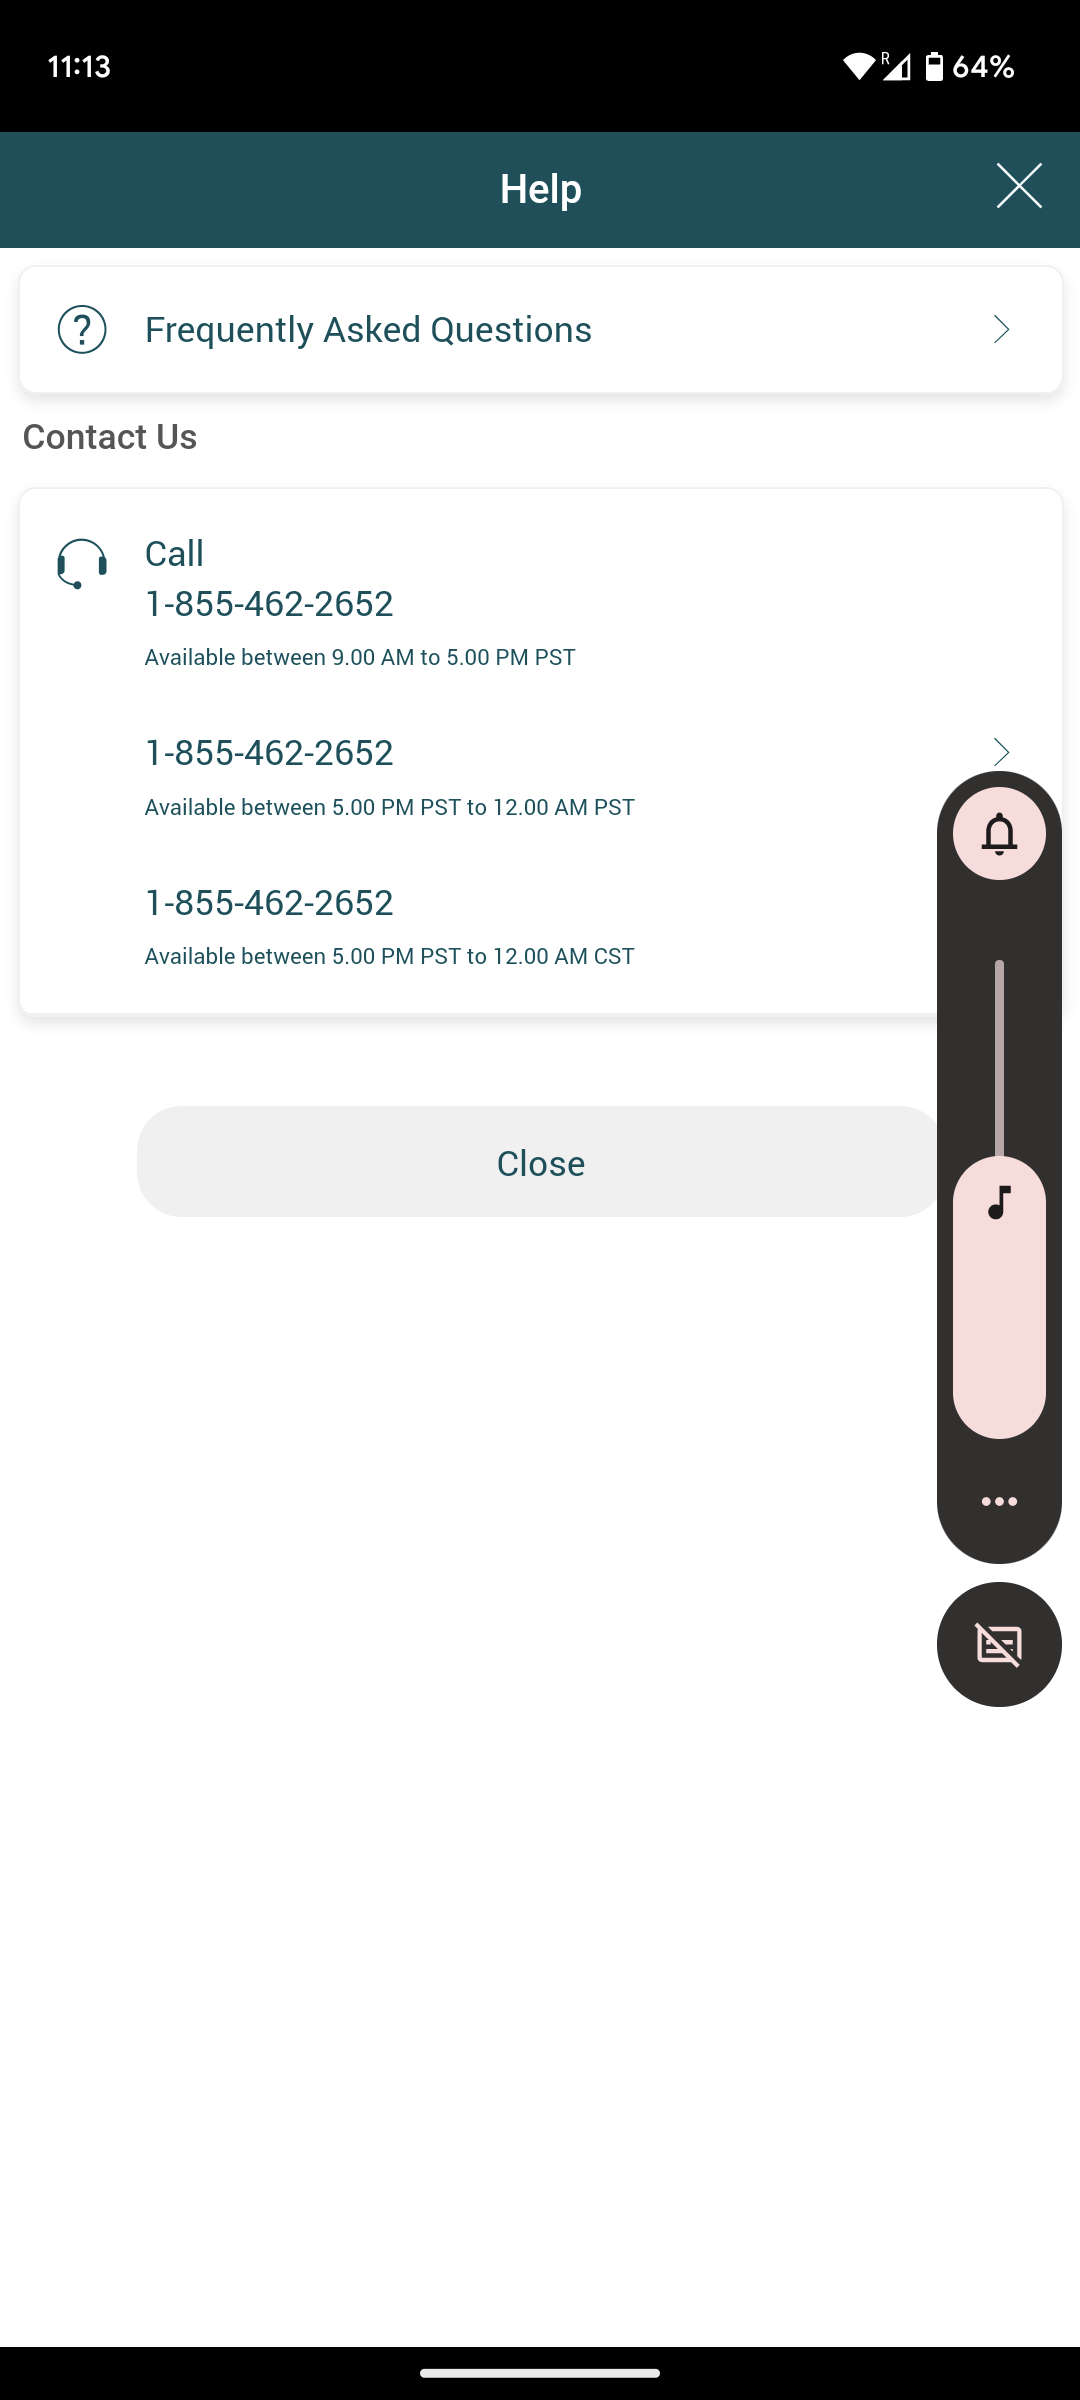 11:13
R 64%
Help
Frequently Asked Questions
Contact Us
Call
1-855-462-2652
Available between 9.00 AM to 5.00 PM PST
1-855-462-2652
Available between 5.00 PM PST to 12.00 AM PST
1-855-462-2652
Available between 5.00 PM PST to 12.00 AM CST
Close